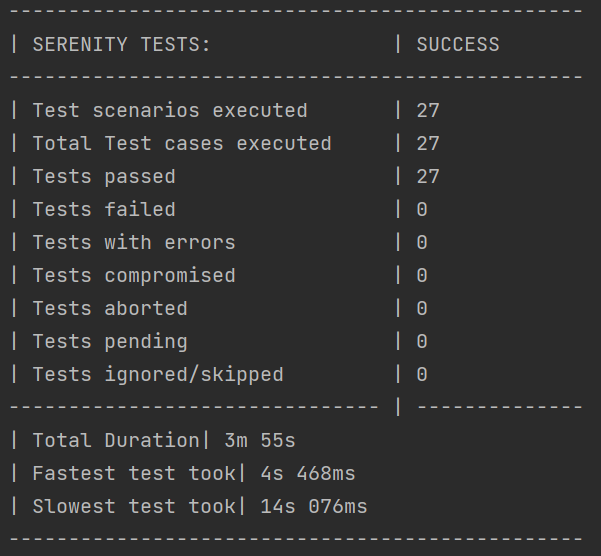 ------------------------------------------------
| SERENITY TESTS:               | SUCCESS
------------------------------------------------
| Test scenarios executed       | 27
| Total Test cases executed     | 27
| Tests passed                  | 27
| Tests failed                  | 0
| Tests with errors             | 0
| Tests compromised             | 0
| Tests aborted                 | 0
| Tests pending                 | 0
| Tests ignored/skipped         | 0
------------------------------- | --------------
| Total Duration| 3m 55s
| Fastest test took| 4s 468ms
| Slowest test took| 14s 076ms
------------------------------------------------